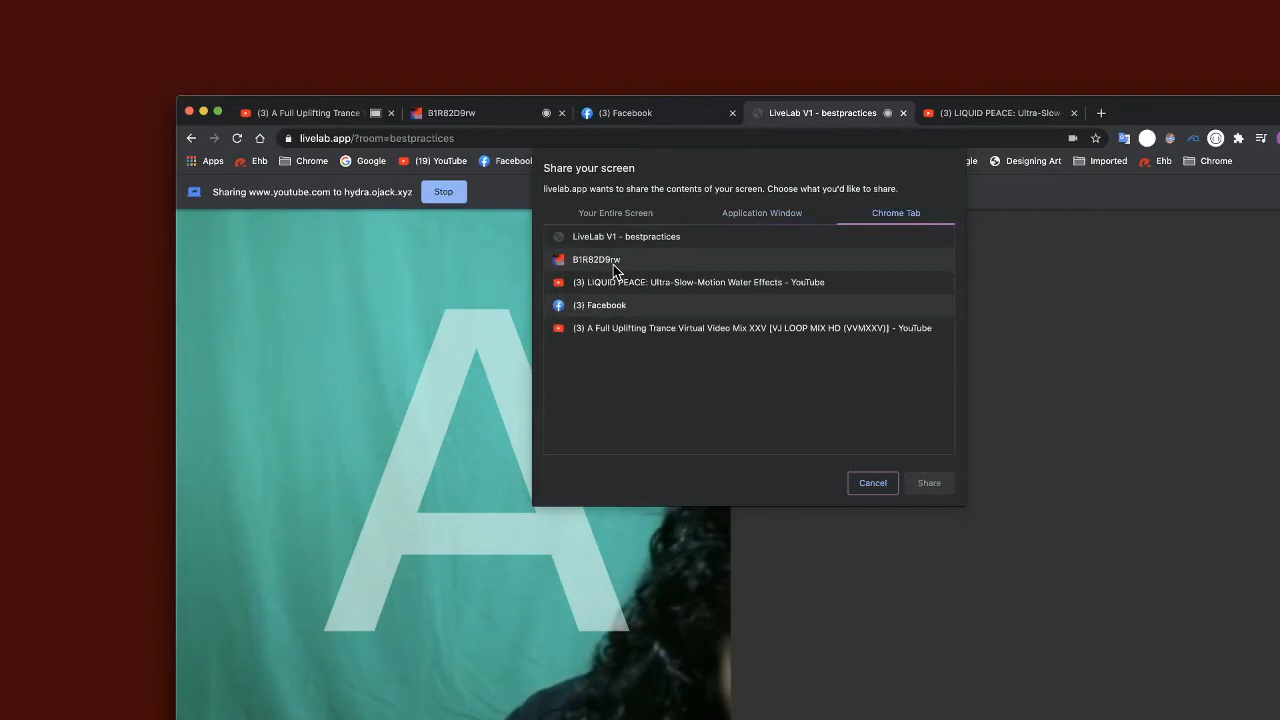 (3) A Full Uplifting Trance
B1R82D9rw
(3) Facebook
LiveLab V1 - bestpractices
(3) LIQUID PEACE: Ultra-Slow-
livelab.app/?room=bestpractices
Apps
Ehb
Chrome
Google
(19) YouTube
Facebool
gle
Designing Art
Imported
Ehb
Chrome
Sharing www.youtube.com to hydra.ojack.xyz
Stop
Share your screen
livelab.app wants to share the contents of your screen. Choose what you'd like to share.
Your Entire Screen
Application Window
Chrome Tab
LiveLab V1 - bestpractices
B1R82D9rw
(3) LIQUID PEACE: Ultra-Slow-Motion Water Effects - YouTube
(3) Facebook
(3) A Full Uplifting Trance Virtual Video Mix XXV [VJ LOOP MIX HD (VVMXXV)] - YouTube
Cancel
Share
A